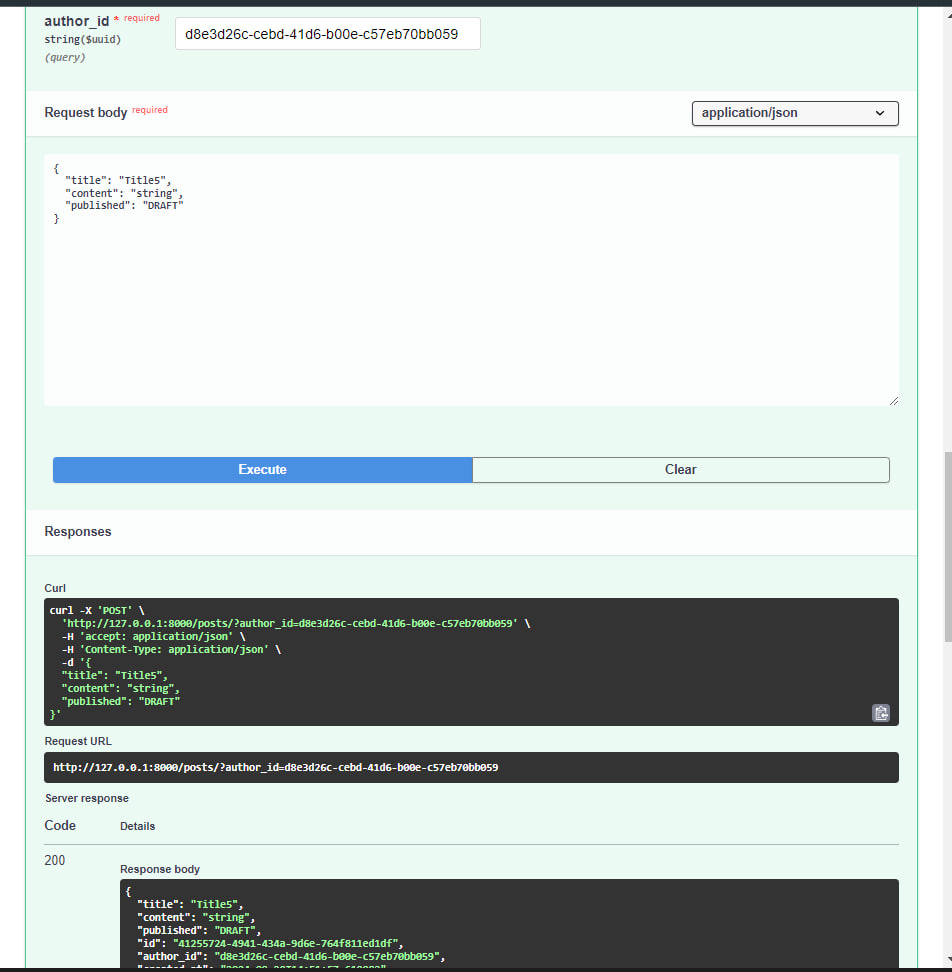 author_id * required
d8e3d26c-cebd-41d6-b00e-c57eb70bb059
string($uuid)
(query)
Request body required
application/json
{
  "title": "Title5",
  "content": "string",
  "published": "DRAFT"
}
Execute
Clear
Responses
Curl
curl -X 'POST' \
  'http://127.0.0.1:8000/posts/?author_id=d8e3d26c-cebd-41d6-b00e-c57eb70bb059' \
  -H 'accept: application/json' \
  -H 'Content-Type: application/json' \
  -d '{
  "title": "Title5",
  "content": "string",
  "published": "DRAFT"
}'
Request URL
http://127.0.0.1:8000/posts/?author_id=d8e3d26c-cebd-41d6-b00e-c57eb70bb059
Server response
Code
Details
200
Response body
{
  "title": "Title5",
  "content": "string",
  "published": "DRAFT",
  "id": "41255724-4941-434a-9d6e-764f811ed1df",
  "author_id": "d8e3d26c-cebd-41d6-b00e-c57eb70bb059",